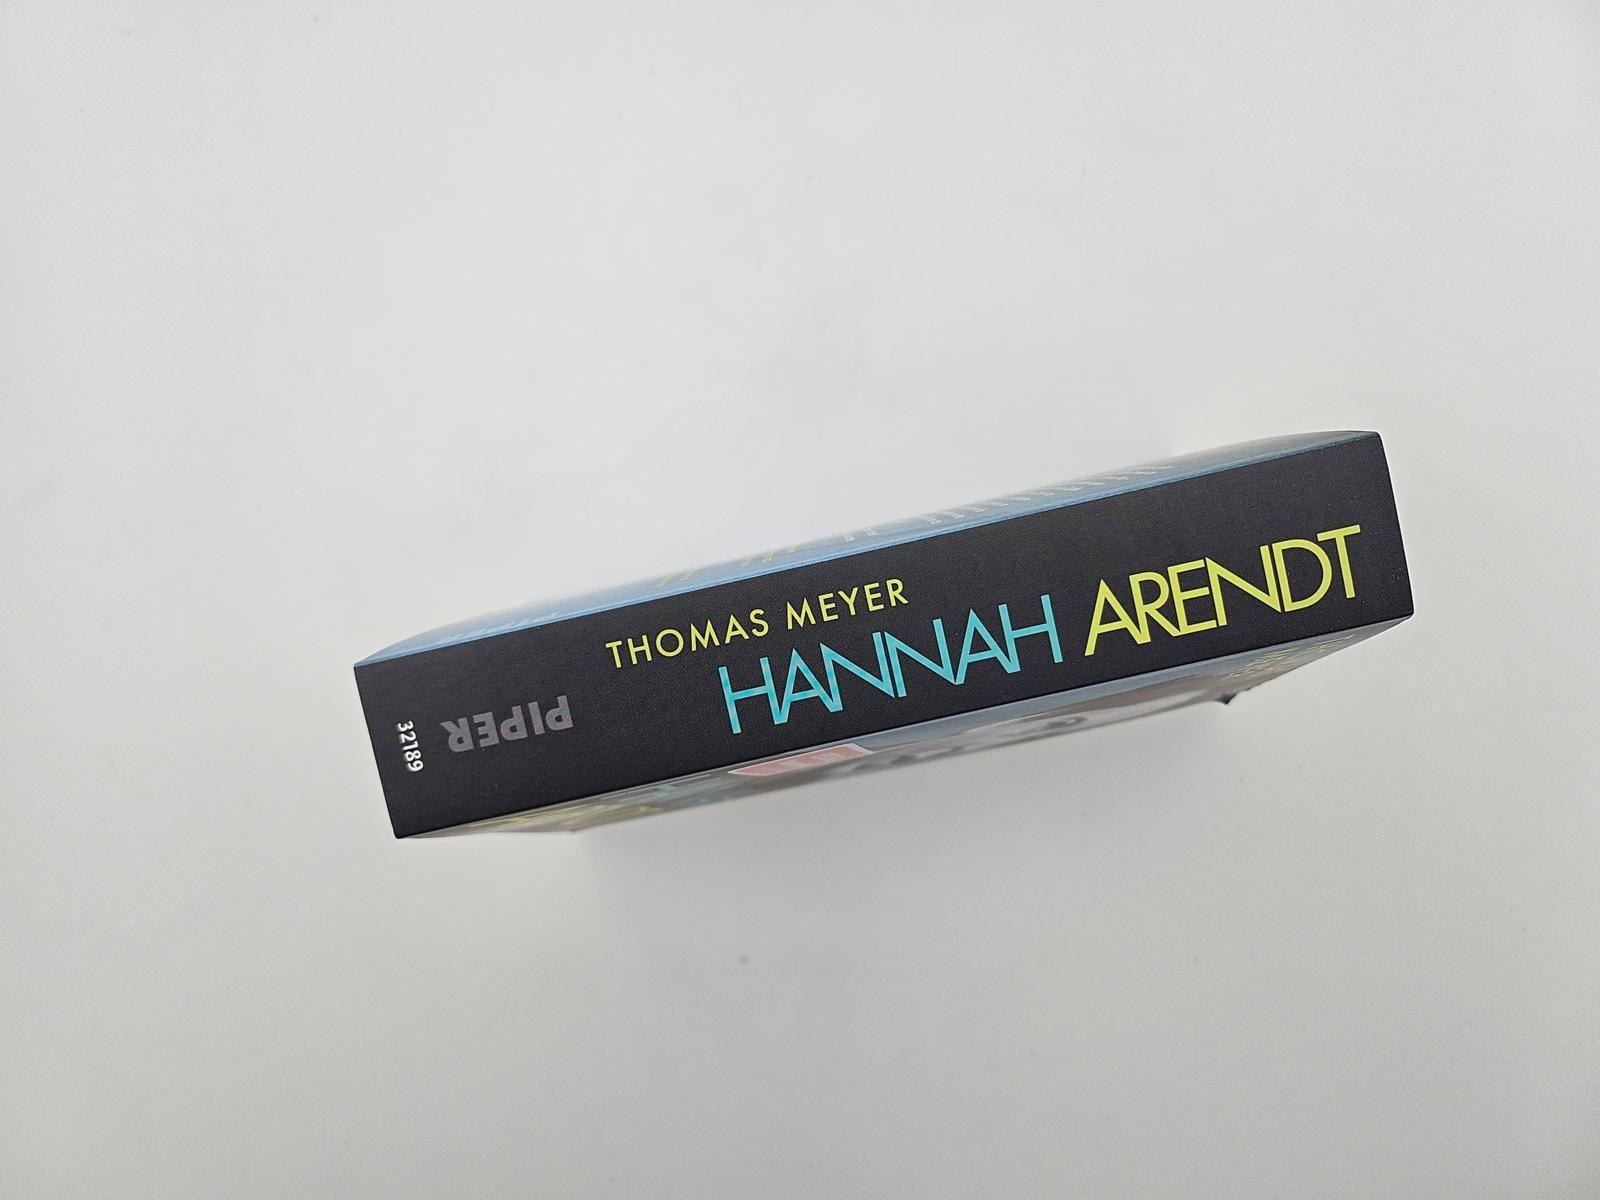 THOMAS MEYER
HANNAH ARENDT
PIPER
32189